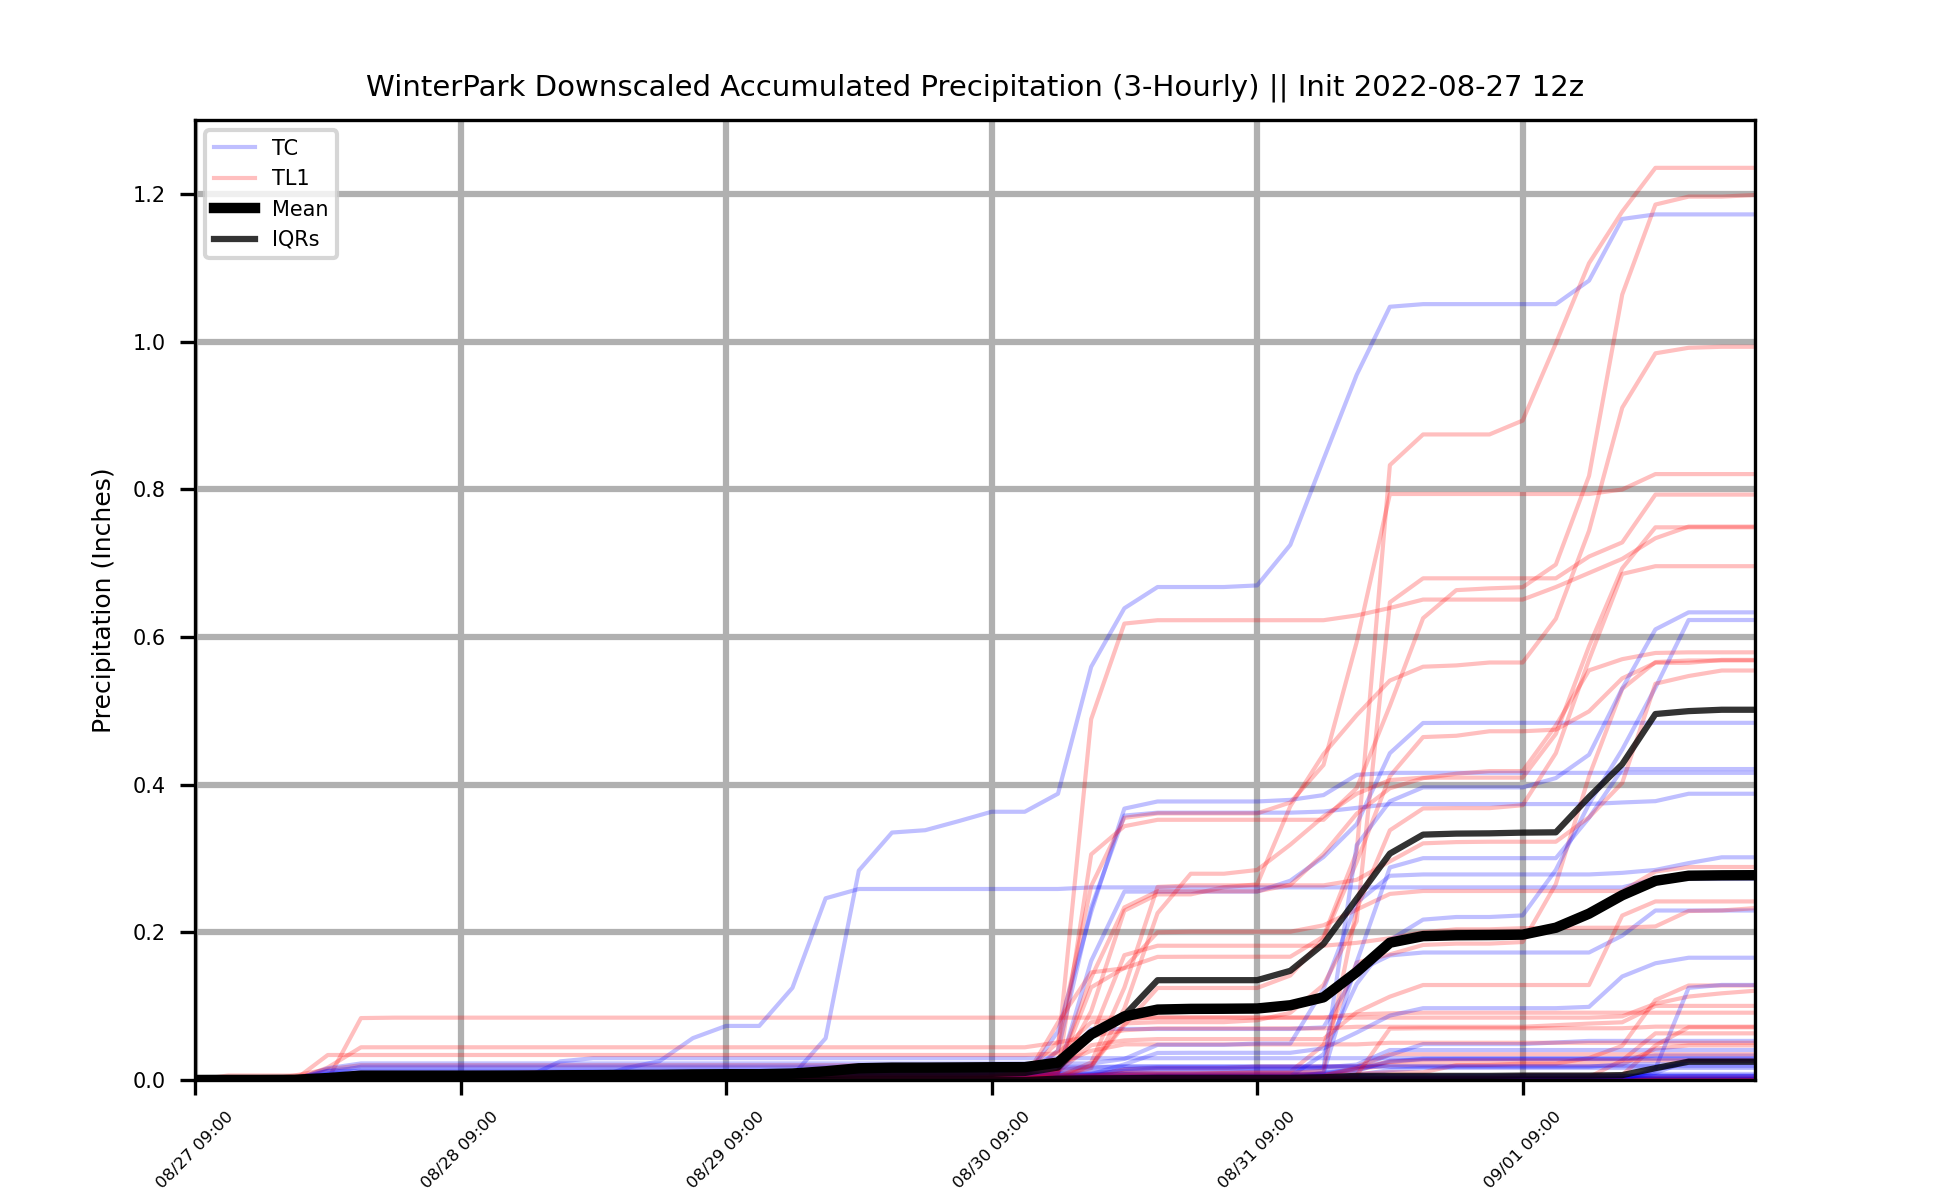 WinterPark Downscaled Accumulated Precipitation (3-Hourly) || Init 2022-08-27 12z
TC
TL1
Mean
IQRs
Precipitation (Inches)
1.2
1.0
0.8
0.6
0.4
0.2
0.0
08/27 09:00
08/28 09:00
08/29 09:00
08/30 09:00
08/31 09:00
09/01 09:00